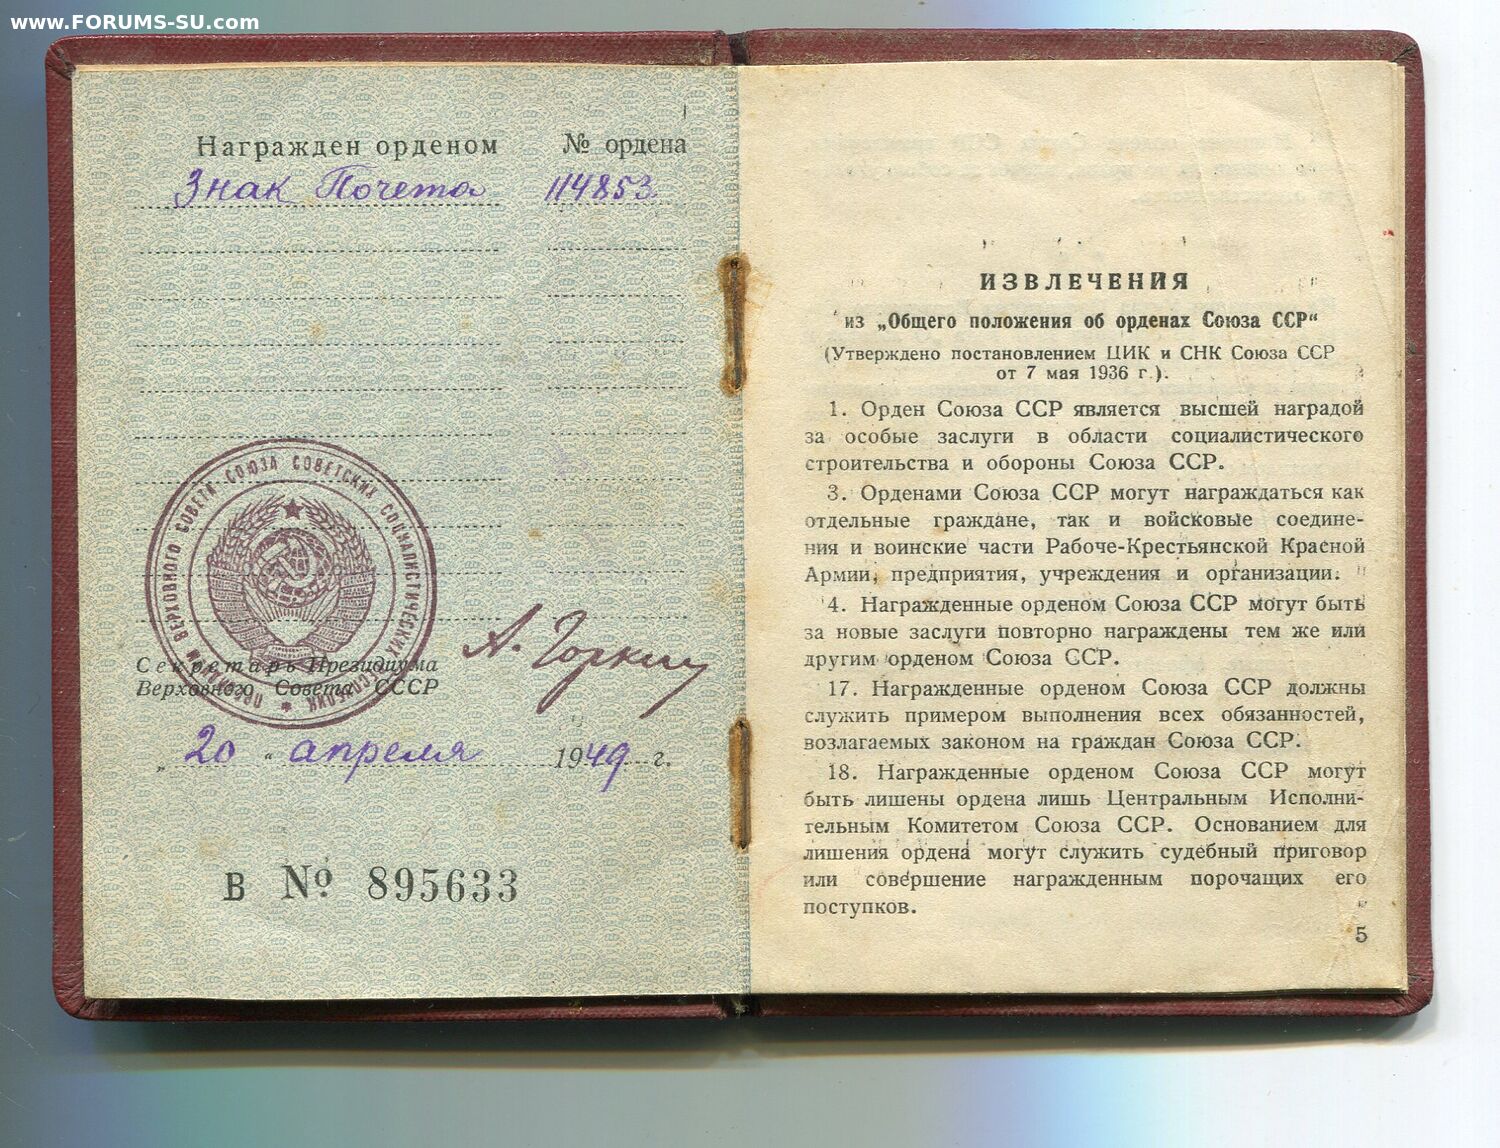 www.FORUMS-SU.com
Награжден орденом № ордена
Знак Почета 114853
ПРЕЗИДИУМ ВЕРХОВНОГО СОВЕТА СОЮЗА СОВЕТСКИХ СОЦИАЛИСТИЧЕСКИХ РЕСПУБЛИК
Секретарь Президиума
Верховного Совета СССР
А. Горкин
„ 20 “ апреля 1949 г.
В № 895633
ИЗВЛЕЧЕНИЯ
из „Общего положения об орденах Союза ССР“
(Утверждено постановлением ЦИК и СНК Союза ССР
от 7 мая 1936 г.).
1. Орден Союза ССР является высшей наградой
за особые заслуги в области социалистического
строительства и обороны Союза ССР.
3. Орденами Союза ССР могут награждаться как
отдельные граждане, так и войсковые соедине-
ния и воинские части Рабоче-Крестьянской Красной
Армии, предприятия, учреждения и организации.
4. Награжденные орденом Союза ССР могут быть
за новые заслуги повторно награждены тем же или
другим орденом Союза ССР.
17. Награжденные орденом Союза ССР должны
служить примером выполнения всех обязанностей,
возлагаемых законом на граждан Союза ССР.
18. Награжденные орденом Союза ССР могут
быть лишены ордена лишь Центральным Исполни-
тельным Комитетом Союза ССР. Основанием для
лишения ордена могут служить судебный приговор
или совершение награжденным порочащих его
поступков.
5